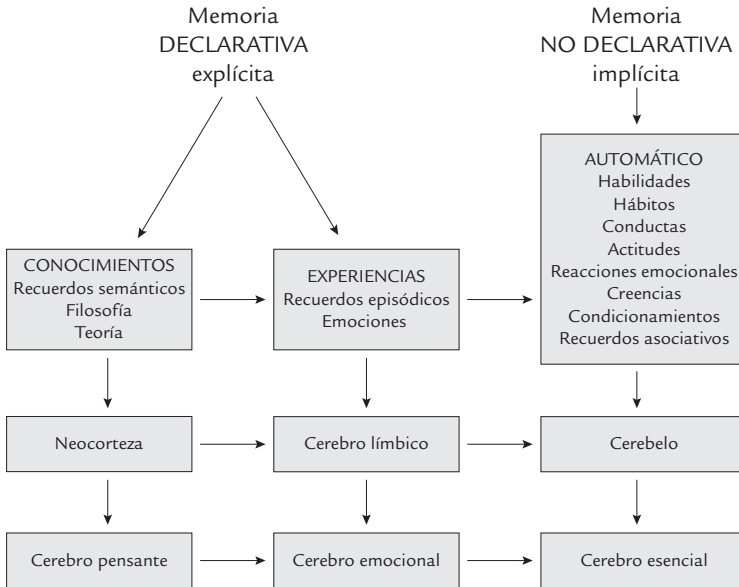 Memoria
DECLARATIVA
explícita
Memoria
NO DECLARATIVA
implícita
CONOCIMIENTOS
Recuerdos semánticos
Filosofía
Teoría
EXPERIENCIAS
Recuerdos episódicos
Emociones
AUTOMÁTICO
Habilidades
Hábitos
Conductas
Actitudes
Reacciones emocionales
Creencias
Condicionamientos
Recuerdos asociativos
Neocorteza
Cerebro límbico
Cerebelo
Cerebro pensante
Cerebro emocional
Cerebro esencial